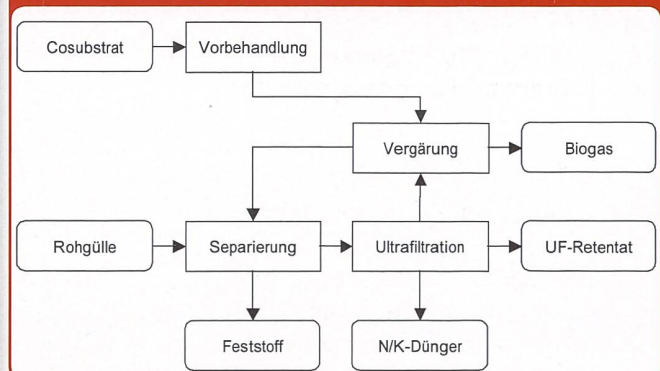 Cosubstrat
Vorbehandlung
Vergärung
Biogas
Rohgülle
Separierung
Ultrafiltration
UF-Retentat
Feststoff
N/K-Dünger